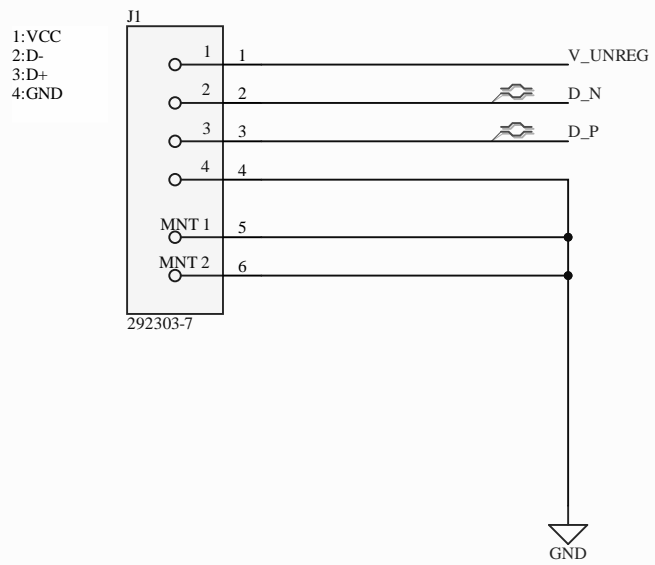 J1
1:VCC
2:D-
3:D+
4:GND
1 1 V_UNREG
2 2 D_N
3 3 D_P
4 4
MNT 1 5
MNT 2 6
292303-7
GND